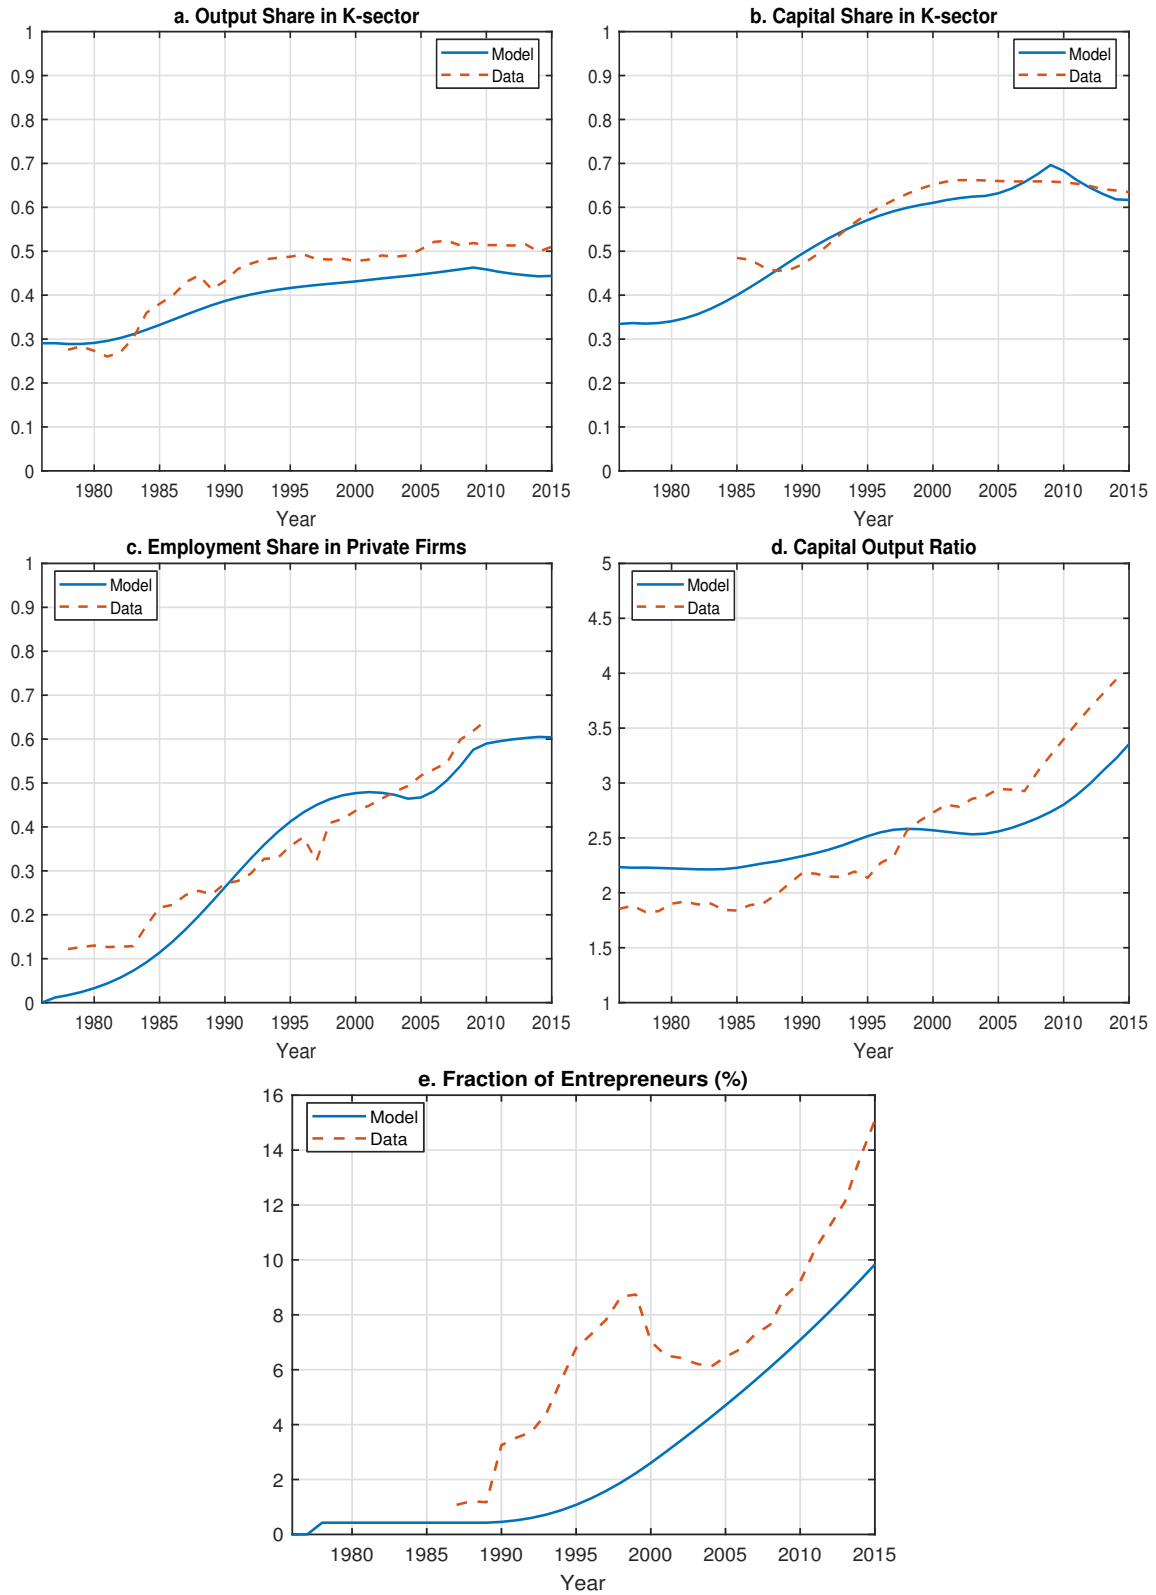 a. Output Share in K-sector
1
0.9
0.8
0.7
0.6
0.5
0.4
0.3
0.2
0.1
0
Model
Data
1980 1985 1990 1995 2000 2005 2010 2015
Year
b. Capital Share in K-sector
1
0.9
0.8
0.7
0.6
0.5
0.4
0.3
0.2
0.1
0
Model
Data
1980 1985 1990 1995 2000 2005 2010 2015
Year
c. Employment Share in Private Firms
1
0.9
0.8
0.7
0.6
0.5
0.4
0.3
0.2
0.1
0
Model
Data
1980 1985 1990 1995 2000 2005 2010 2015
Year
d. Capital Output Ratio
5
4.5
4
3.5
3
2.5
2
1.5
1
Model
Data
1980 1985 1990 1995 2000 2005 2010 2015
Year
e. Fraction of Entrepreneurs (%)
16
14
12
10
8
6
4
2
0
Model
Data
1980 1985 1990 1995 2000 2005 2010 2015
Year